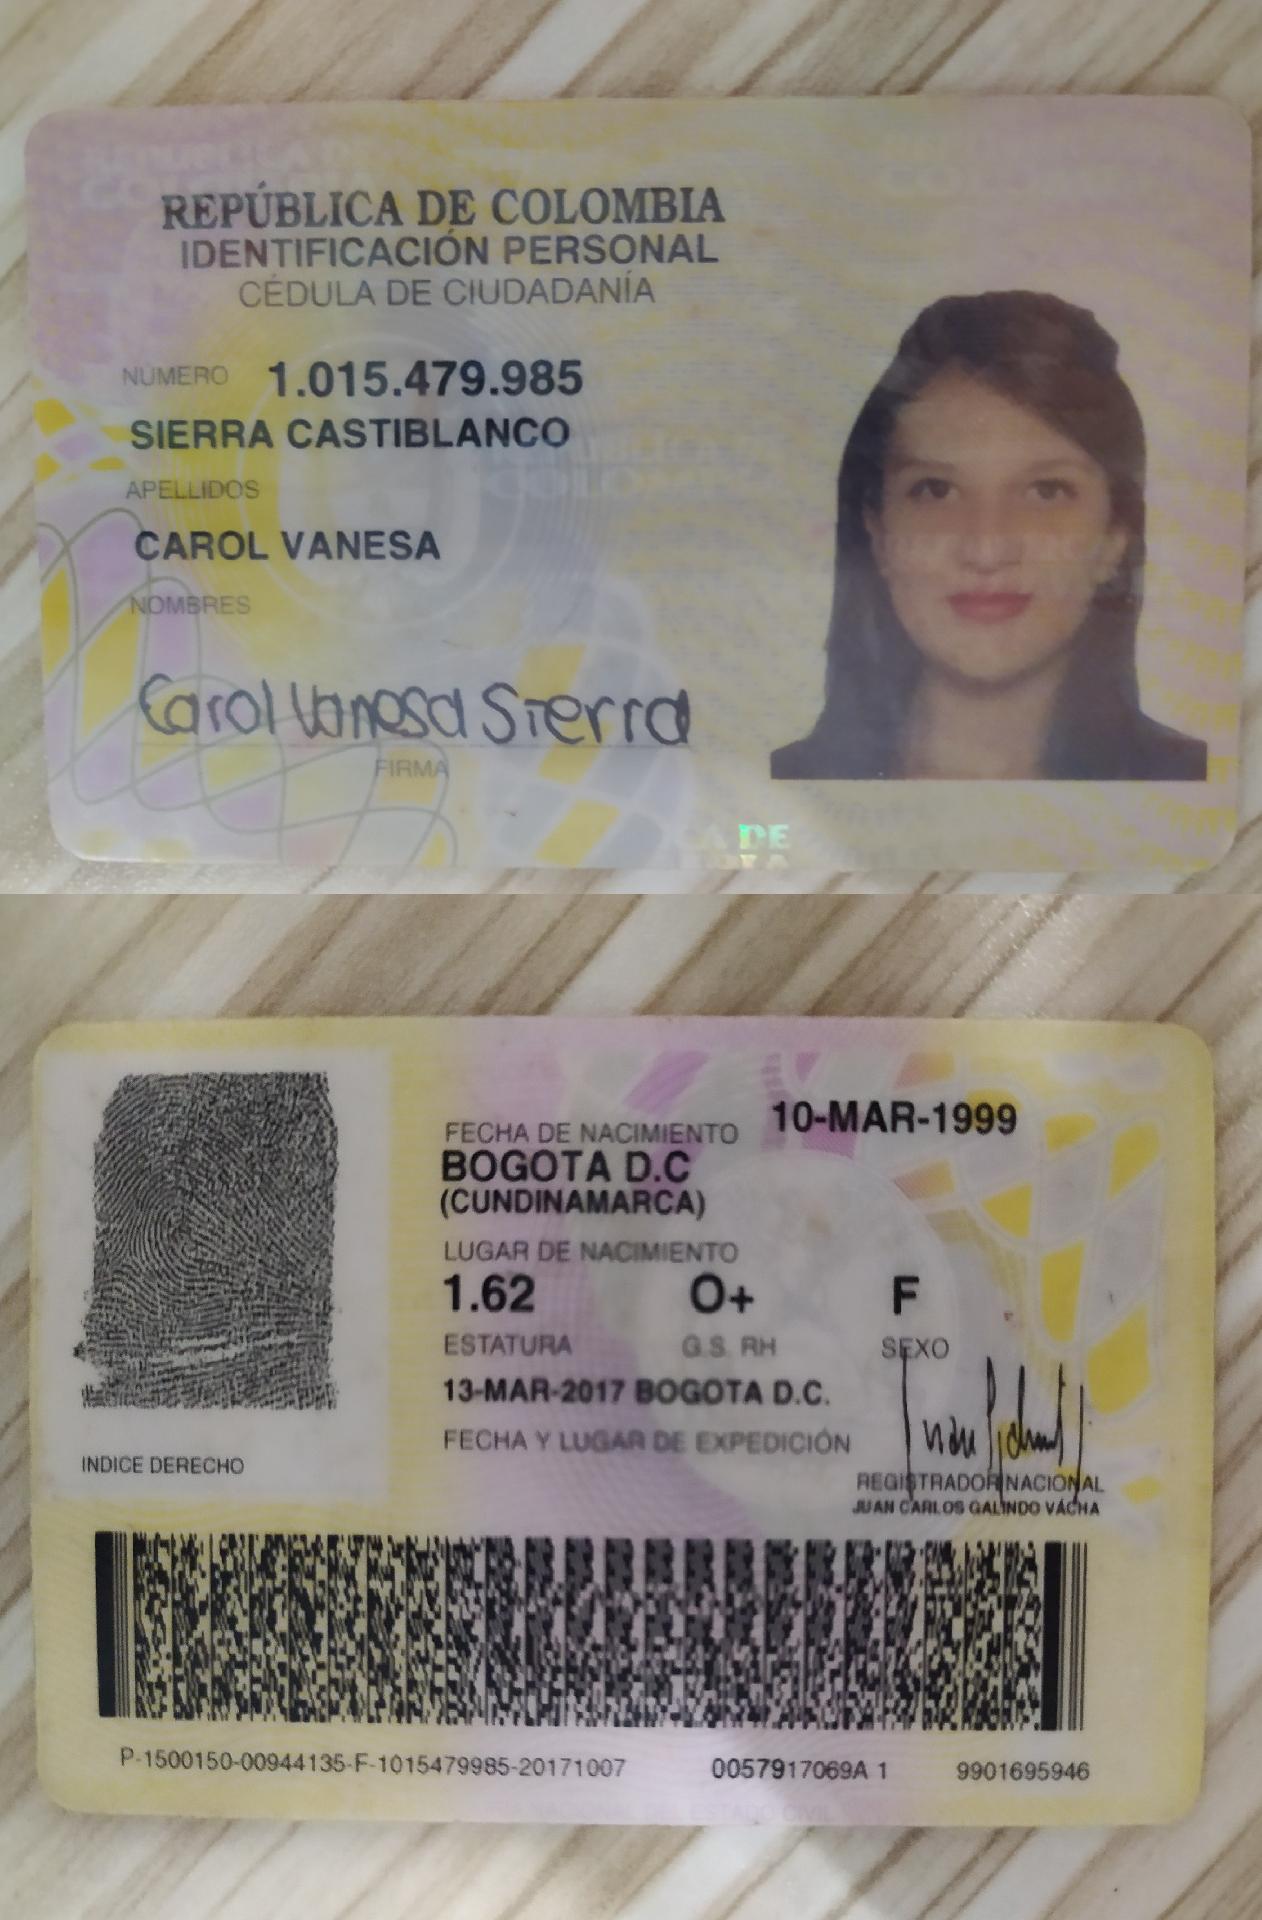 REPÚBLICA DE COLOMBIA
IDENTIFICACIÓN PERSONAL
CÉDULA DE CIUDADANÍA
NÚMERO 1.015.479.985
SIERRA CASTIBLANCO
APELLIDOS
CAROL VANESA
NOMBRES
Carol Vanesa Sierra
FIRMA
FECHA DE NACIMIENTO 10-MAR-1999
BOGOTA D.C
(CUNDINAMARCA)
LUGAR DE NACIMIENTO
1.62 O+ F
ESTATURA G.S. RH SEXO
13-MAR-2017 BOGOTA D.C.
FECHA Y LUGAR DE EXPEDICIÓN
INDICE DERECHO
REGISTRADOR NACIONAL
JUAN CARLOS GALINDO VÁCHA
P-1500150-00944135-F-1015479985-20171007 0057917069A 1 9901695946